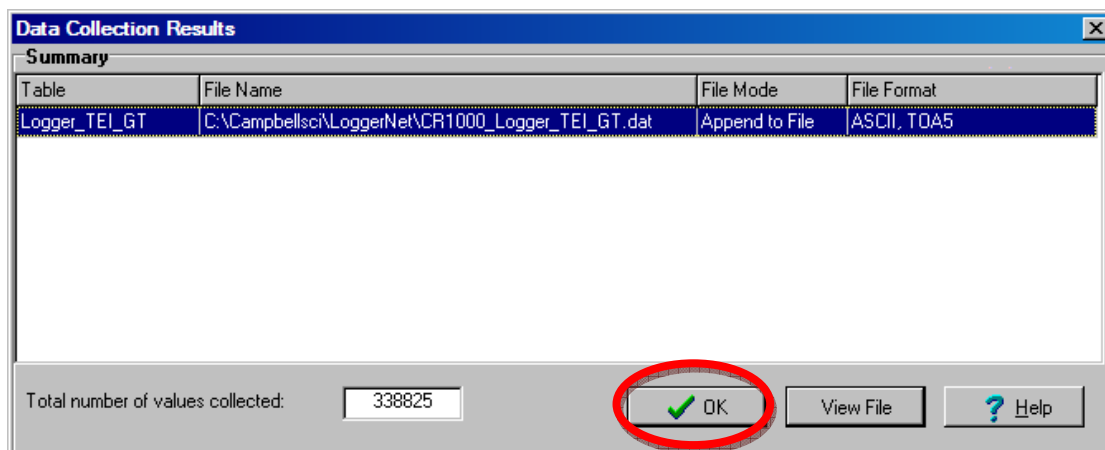 Data Collection Results
Summary
Table File Name File Mode File Format
Logger_TEI_GT C:\Campbellsci\LoggerNet\CR1000_Logger_TEI_GT.dat Append to File ASCII, TOA5
Total number of values collected: 338825 OK View File ? Help